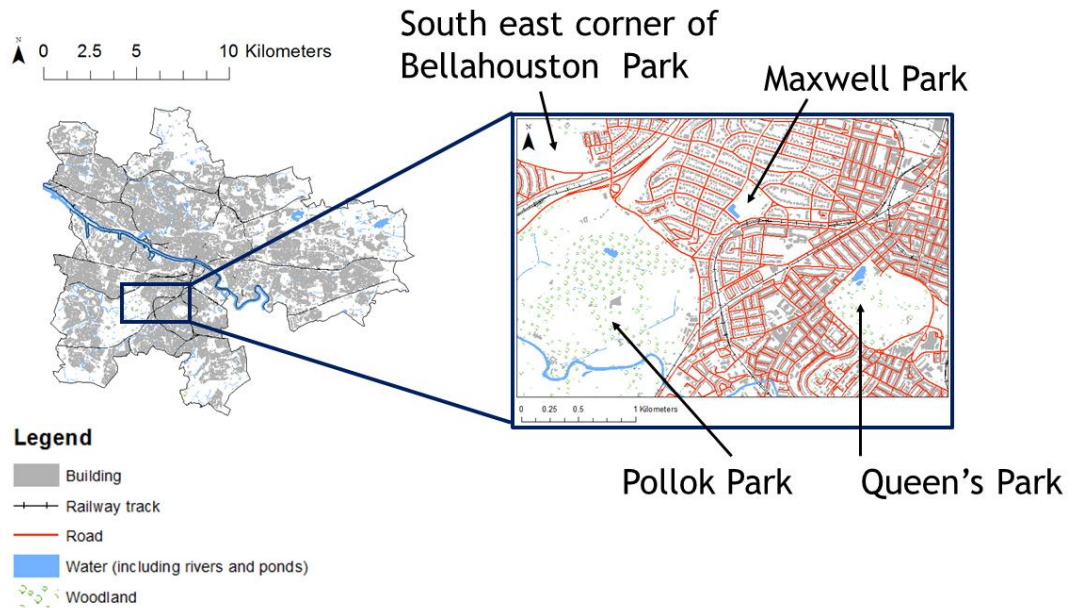 South east corner of
Bellahouston Park
Maxwell Park
N
0 2.5 5 10 Kilometers
N
0 0.25 0.5 1 Kilometers
Pollok Park
Queen's Park
Legend
Building
Railway track
Road
Water (including rivers and ponds)
Woodland